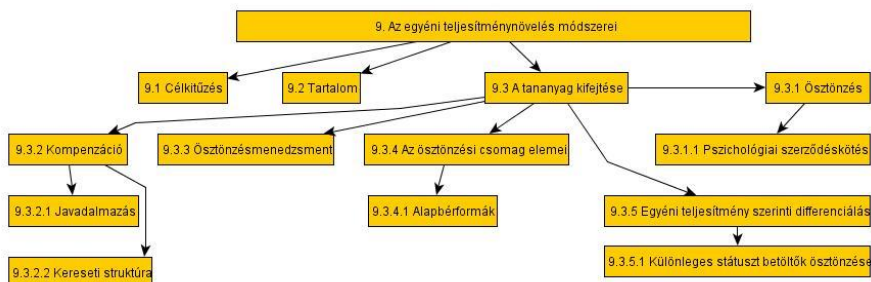 9. Az egyéni teljesítménynövelés módszerei
9.1 Célkitűzés
9.2 Tartalom
9.3 A tananyag kifejtése
9.3.1 Ösztönzés
9.3.2 Kompenzáció
9.3.3 Ösztönzésmenedzsment
9.3.4 Az ösztönzési csomag elemei
9.3.1.1 Pszichológiai szerződéskötés
9.3.2.1 Javadalmazás
9.3.4.1 Alapbérformák
9.3.5 Egyéni teljesítmény szerinti differenciálás
9.3.2.2 Kereseti struktúra
9.3.5.1 Különleges státuszt betöltők ösztönzése